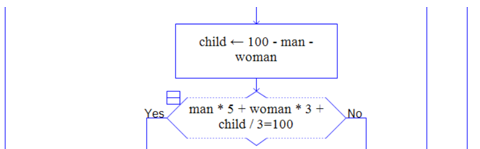 child ← 100 - man -
woman
Yes
man * 5 + woman * 3 +
child / 3=100
No